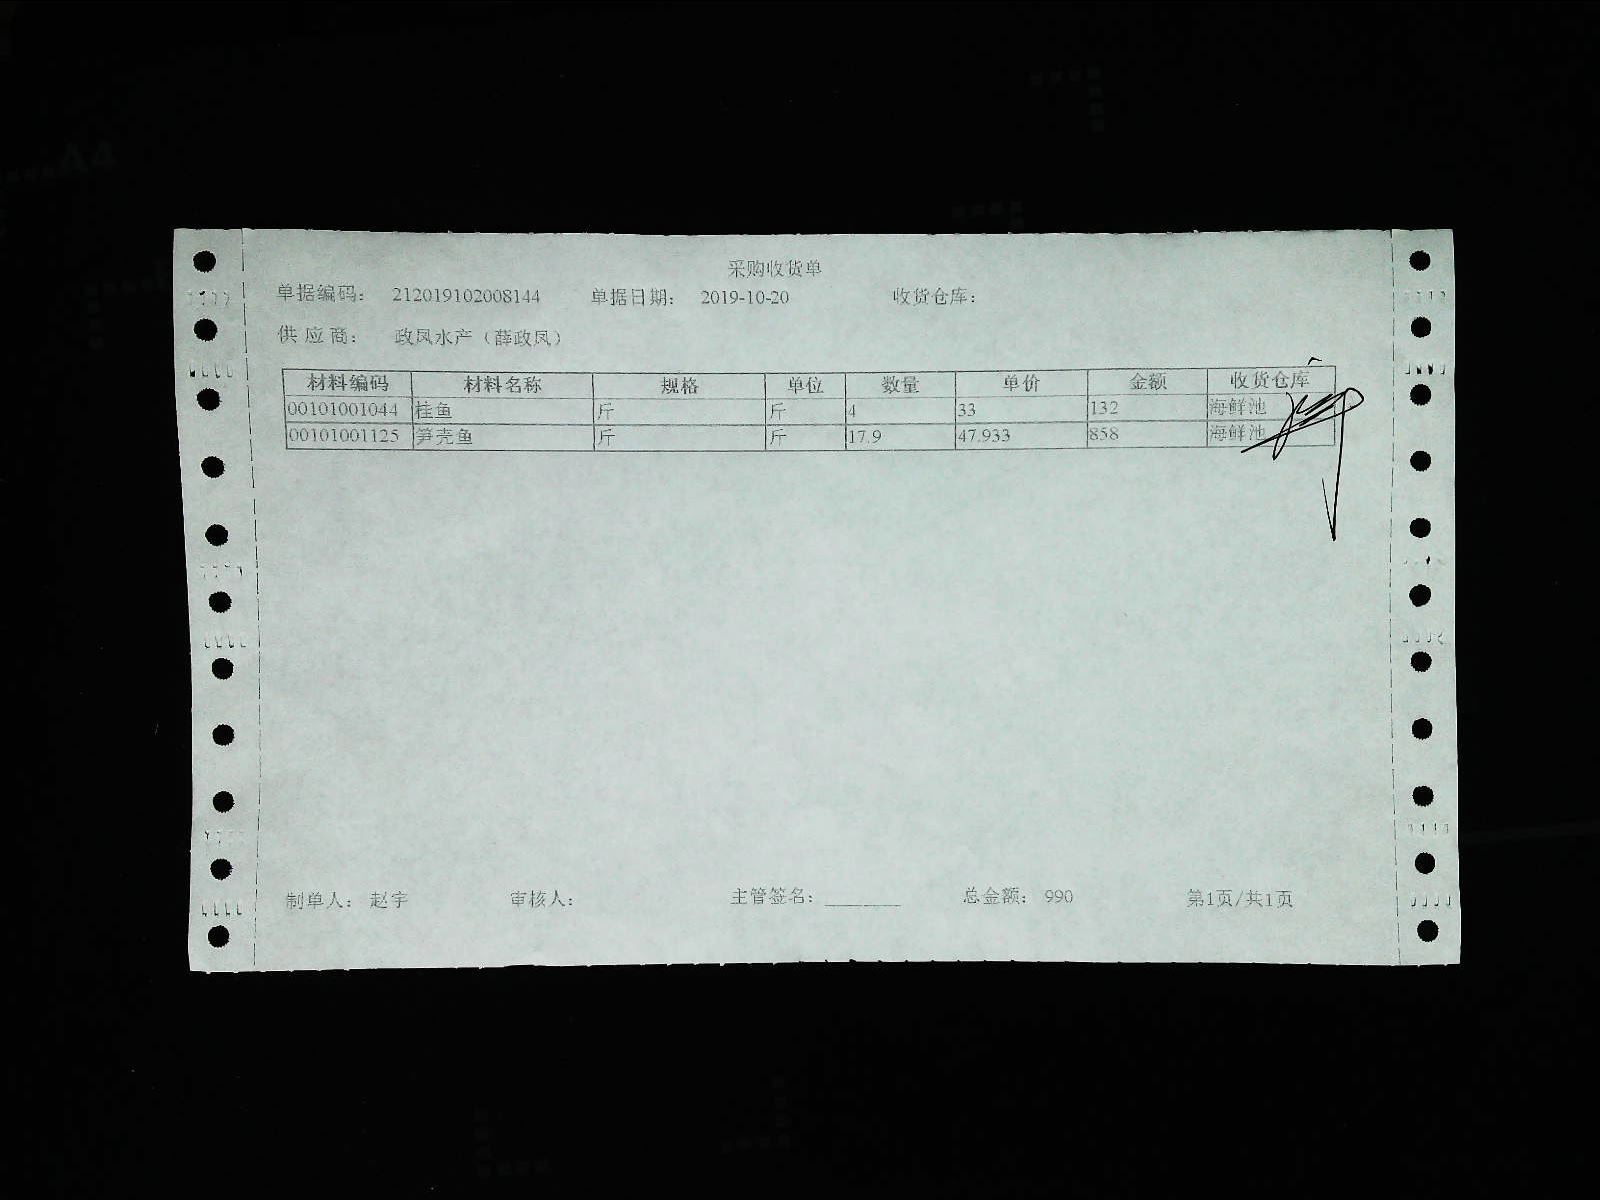 采购收货单
单据编码： 212019102008144 单据日期： 2019-10-20 收货仓库：
供应商： 政凤水产（薛政凤）
材料编码 材料名称 规格 单位 数量 单价 金额 收货仓库
00101001044 桂鱼 斤 斤 4 33 132 海鲜池
00101001125 笋壳鱼 斤 斤 17.9 47.933 858 海鲜池
制单人： 赵宇 审核人： 主管签名：________ 总金额： 990 第1页/共1页